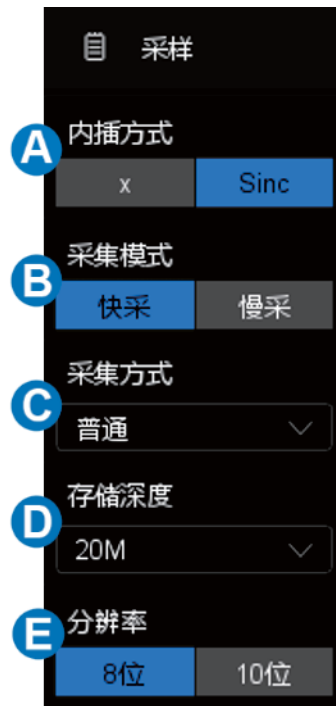 采样
A 内插方式
x Sinc
B 采集模式
快采 慢采
C 采集方式
普通
D 存储深度
20M
E 分辨率
8位 10位